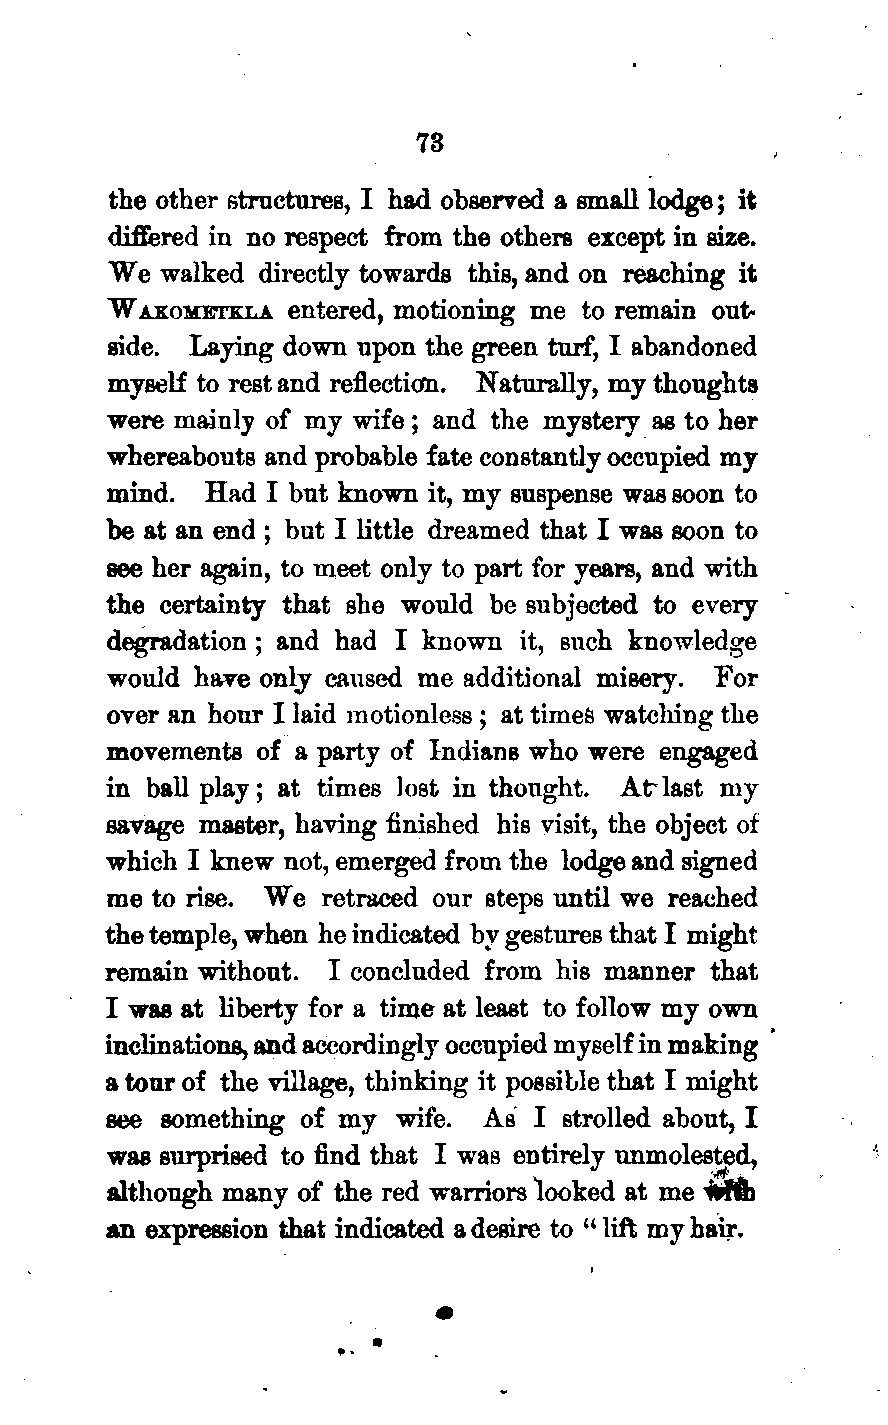 73
the other structures, I had observed a small lodge; it
differed in no respect from the others except in size.
We walked directly towards this, and on reaching it
WAKOMETKLA entered, motioning me to remain out-
side. Laying down upon the green turf, I abandoned
myself to rest and reflection. Naturally, my thoughts
were mainly of my wife; and the mystery as to her
whereabouts and probable fate constantly occupied my
mind. Had I but known it, my suspense was soon to
be at an end; but I little dreamed that I was soon to
see her again, to meet only to part for years, and with
the certainty that she would be subjected to every
degradation; and had I known it, such knowledge
would have only caused me additional misery. For
over an hour I laid motionless; at times watching the
movements of a party of Indians who were engaged
in ball play; at times lost in thought. At last my
savage master, having finished his visit, the object of
which I knew not, emerged from the lodge and signed
me to rise. We retraced our steps until we reached
the temple, when he indicated by gestures that I might
remain without. I concluded from his manner that
I was at liberty for a time at least to follow my own
inclinations, and accordingly occupied myself in making
a tour of the village, thinking it possible that I might
see something of my wife. As I strolled about, I
was surprised to find that I was entirely unmolested,
although many of the red warriors looked at me with
an expression that indicated a desire to “lift my hair.